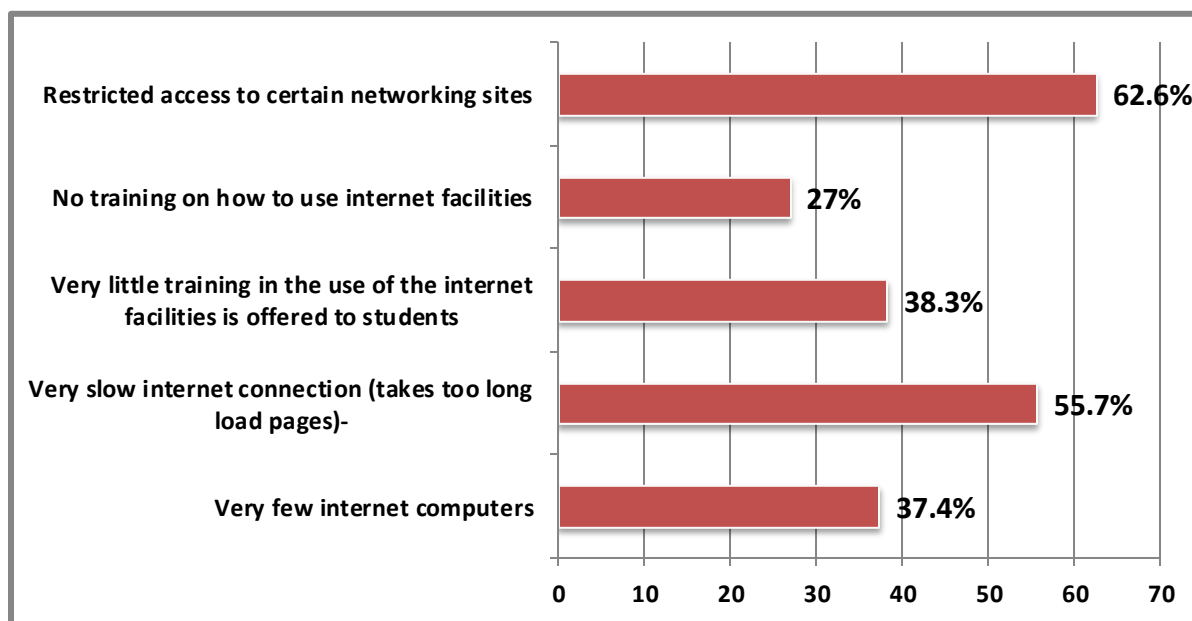 Restricted access to certain networking sites
62.6%
No training on how to use internet facilities
27%
Very little training in the use of the internet
facilities is offered to students
38.3%
Very slow internet connection (takes too long
load pages)-
55.7%
Very few internet computers
37.4%
0 10 20 30 40 50 60 70